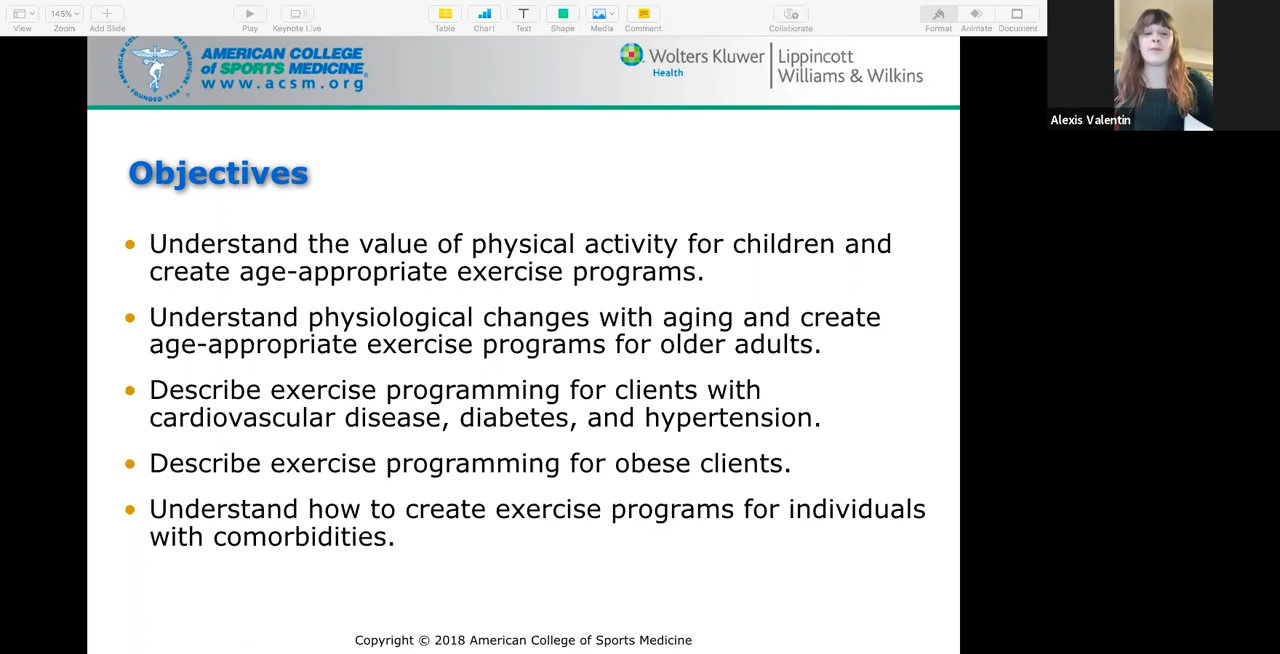 145%
View
Zoom
Add Slide
Play
Keynote Live
Table
Chart
Text
Shape
Media
Comment
Collaborate
Format
Animate
Document
AMERICAN COLLEGE
of SPORTS MEDICINE®
www.acsm.org
Wolters Kluwer
Health
Lippincott
Williams & Wilkins
Alexis Valentin
Objectives
• Understand the value of physical activity for children and
create age-appropriate exercise programs.
• Understand physiological changes with aging and create
age-appropriate exercise programs for older adults.
• Describe exercise programming for clients with
cardiovascular disease, diabetes, and hypertension.
• Describe exercise programming for obese clients.
• Understand how to create exercise programs for individuals
with comorbidities.
Copyright © 2018 American College of Sports Medicine